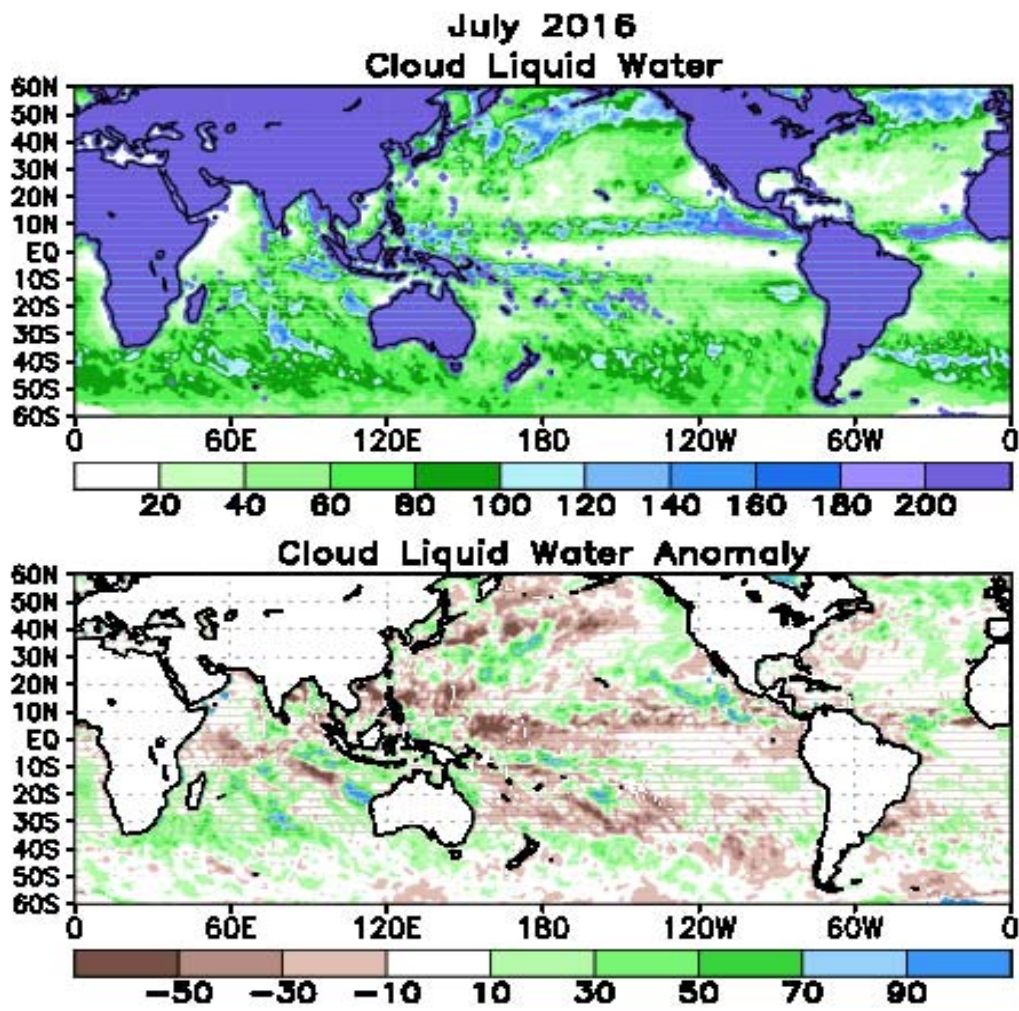 July 2016
Cloud Liquid Water
60N
50N
40N
30N
20N
10N
EQ
10S
20S
30S
40S
50S
60S
0 60E 120E 180 120W 60W 0
20 40 60 80 100 120 140 160 180 200
Cloud Liquid Water Anomaly
60N
50N
40N
30N
20N
10N
EQ
10S
20S
30S
40S
50S
60S
0 60E 120E 180 120W 60W 0
−50 −30 −10 10 30 50 70 90